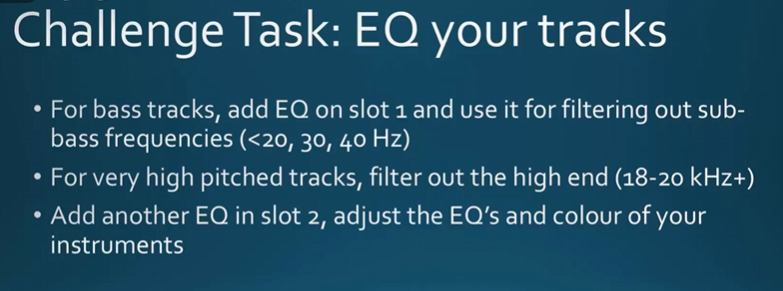 Challenge Task: EQ your tracks
• For bass tracks, add EQ on slot 1 and use it for filtering out sub-
bass frequencies (<20, 30, 40 Hz)
• For very high pitched tracks, filter out the high end (18-20 kHz+)
• Add another EQ in slot 2, adjust the EQ’s and colour of your
instruments